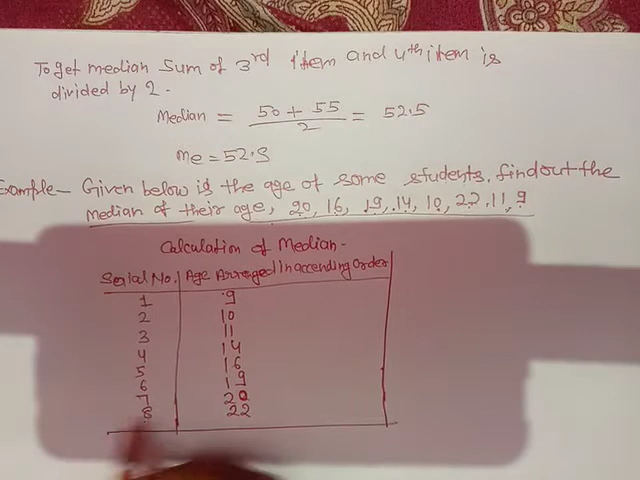 To get median sum of 3rd item and 4th item is
divided by 2.
Median = 50 + 55 / 2 = 52.5
Me = 52.5
Example - Given below is the age of some students. find out the
Median of their age, 20, 16, 19, 14, 10, 22, 11, 9
Calculation of Median -
Serial No. Age Arranged In accending Order
1 9
2 10
3 11
4 14
5 16
6 19
7 20
8 22